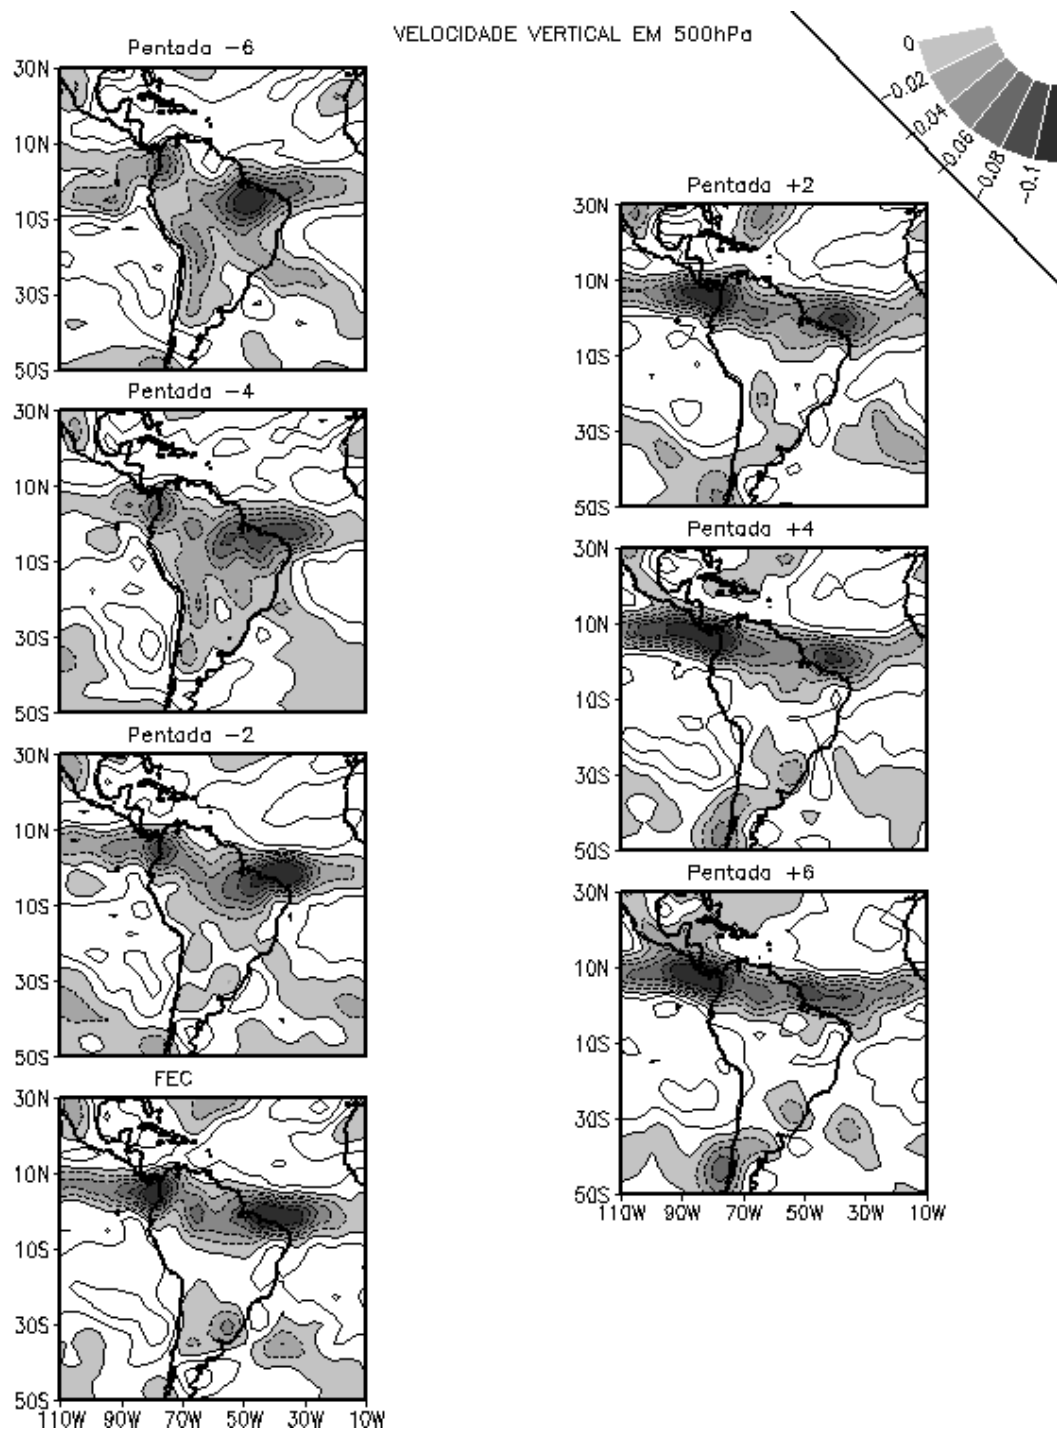 VELOCIDADE VERTICAL EM 500hPa
0
-0.02
-0.04
-0.06
-0.08
-0.1
Pentada -6
30N
10N
10S
30S
50S
Pentada -4
30N
10N
10S
30S
50S
Pentada -2
30N
10N
10S
30S
50S
FEC
30N
10N
10S
30S
50S
110W 90W 70W 50W 30W 10W
Pentada +2
30N
10N
10S
30S
50S
Pentada +4
30N
10N
10S
30S
50S
Pentada +6
30N
10N
10S
30S
50S
110W 90W 70W 50W 30W 10W